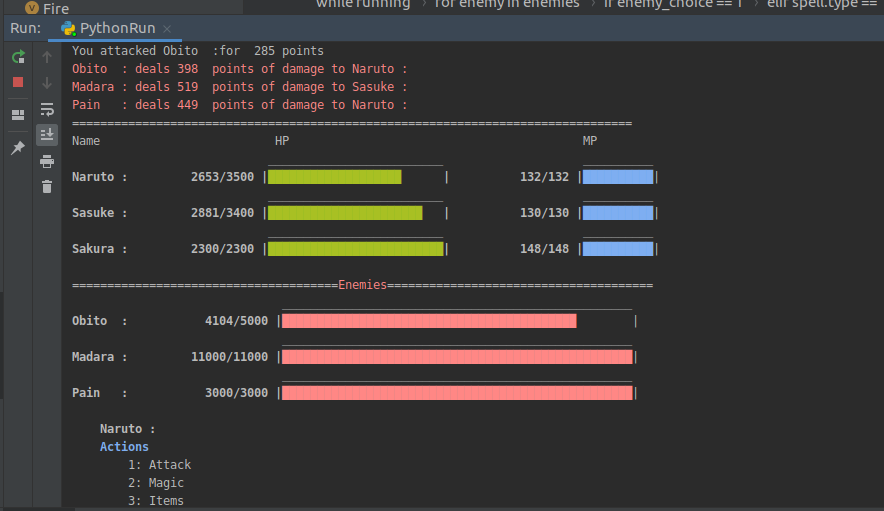 Fire
while running > for enemy in enemies > if enemy_choice == 1 > elif spell.type ==
Run: PythonRun ×
You attacked Obito :for 285 points
Obito : deals 398 points of damage to Naruto :
Madara : deals 519 points of damage to Sasuke :
Pain : deals 449 points of damage to Naruto :
================================================================================
Name HP MP
Naruto : 2653/3500 | | 132/132 | |
Sasuke : 2881/3400 | | 130/130 | |
Sakura : 2300/2300 | | 148/148 | |
======================================Enemies======================================
Obito : 4104/5000 | |
Madara : 11000/11000 | |
Pain : 3000/3000 | |
Naruto :
Actions
1: Attack
2: Magic
3: Items